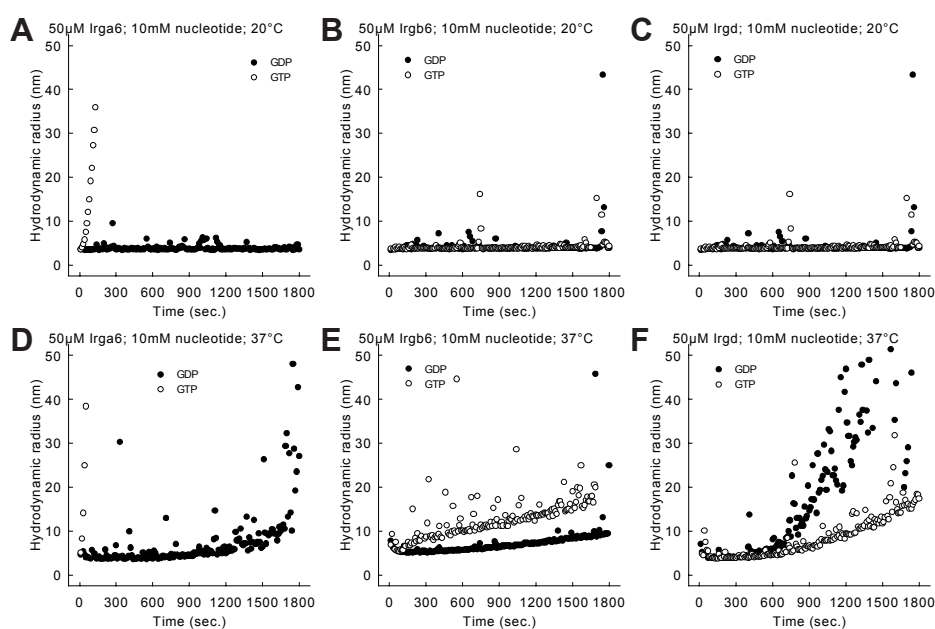 A 50µM Irga6; 10mM nucleotide; 20°C
50
40
30
20
10
0
Hydrodynamic radius (nm)
GDP
GTP
0 300 600 900 1200 1500 1800
Time (sec.)
B 50µM Irgb6; 10mM nucleotide; 20°C
50
40
30
20
10
0
Hydrodynamic radius (nm)
GDP
GTP
0 300 600 900 1200 1500 1800
Time (sec.)
C 50µM Irgd; 10mM nucleotide; 20°C
50
40
30
20
10
0
Hydrodynamic radius (nm)
GDP
GTP
0 300 600 900 1200 1500 1800
Time (sec.)
D 50µM Irga6; 10mM nucleotide; 37°C
50
40
30
20
10
0
Hydrodynamic radius (nm)
GDP
GTP
0 300 600 900 1200 1500 1800
Time (sec.)
E 50µM Irgb6; 10mM nucleotide; 37°C
50
40
30
20
10
0
Hydrodynamic radius (nm)
GDP
GTP
0 300 600 900 1200 1500 1800
Time (sec.)
F 50µM Irgd; 10mM nucleotide; 37°C
50
40
30
20
10
0
Hydrodynamic radius (nm)
GDP
GTP
0 300 600 900 1200 1500 1800
Time (sec.)